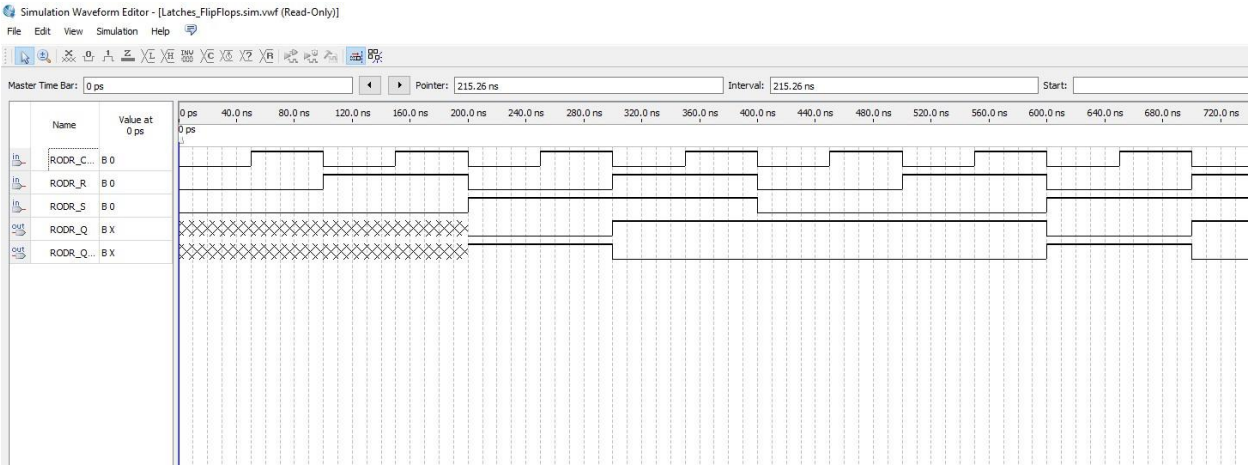 Simulation Waveform Editor - [Latches_FlipFlops.sim.vwf (Read-Only)]
File Edit View Simulation Help
Master Time Bar: 0 ps Pointer: 215.26 ns Interval: 215.26 ns Start:
Name Value at 0 ps
0 ps 40.0 ns 80.0 ns 120.0 ns 160.0 ns 200.0 ns 240.0 ns 280.0 ns 320.0 ns 360.0 ns 400.0 ns 440.0 ns 480.0 ns 520.0 ns 560.0 ns 600.0 ns 640.0 ns 680.0 ns 720.0 ns
0 ps
in RODR_C... B 0
in RODR_R B 0
in RODR_S B 0
out RODR_Q B X
out RODR_Q... B X